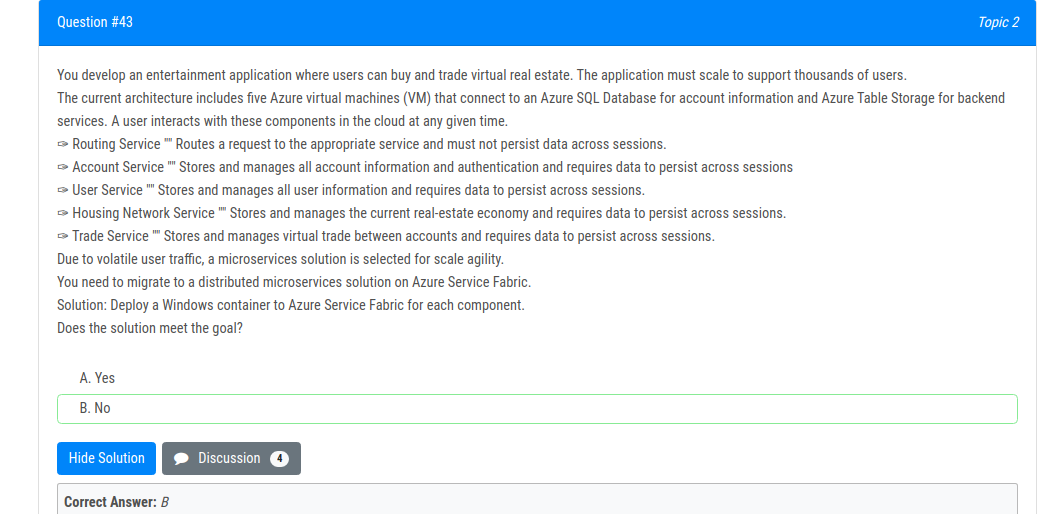 Question #43
Topic 2
You develop an entertainment application where users can buy and trade virtual real estate. The application must scale to support thousands of users.
The current architecture includes five Azure virtual machines (VM) that connect to an Azure SQL Database for account information and Azure Table Storage for backend
services. A user interacts with these components in the cloud at any given time.
✑ Routing Service "" Routes a request to the appropriate service and must not persist data across sessions.
✑ Account Service "" Stores and manages all account information and authentication and requires data to persist across sessions
✑ User Service "" Stores and manages all user information and requires data to persist across sessions.
✑ Housing Network Service "" Stores and manages the current real-estate economy and requires data to persist across sessions.
✑ Trade Service "" Stores and manages virtual trade between accounts and requires data to persist across sessions.
Due to volatile user traffic, a microservices solution is selected for scale agility.
You need to migrate to a distributed microservices solution on Azure Service Fabric.
Solution: Deploy a Windows container to Azure Service Fabric for each component.
Does the solution meet the goal?
A. Yes
B. No
Hide Solution
Discussion 4
Correct Answer: B